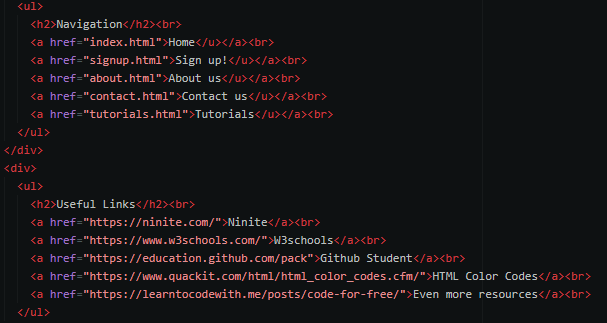 <ul>
<h2>Navigation</h2><br>
<a href="index.html">Home</u></a><br>
<a href="signup.html">Sign up!</u></a><br>
<a href="about.html">About us</u></a><br>
<a href="contact.html">Contact us</u></a><br>
<a href="tutorials.html">Tutorials</u></a><br>
</ul>
</div>
<div>
<ul>
<h2>Useful Links</h2><br>
<a href="https://ninite.com/">Ninite</a><br>
<a href="https://www.w3schools.com/">W3schools</a><br>
<a href="https://education.github.com/pack">Github Student</a><br>
<a href="https://www.quackit.com/html/html_color_codes.cfm/">HTML Color Codes</a><br>
<a href="https://learntocodewith.me/posts/code-for-free/">Even more resources</a><br>
</ul>